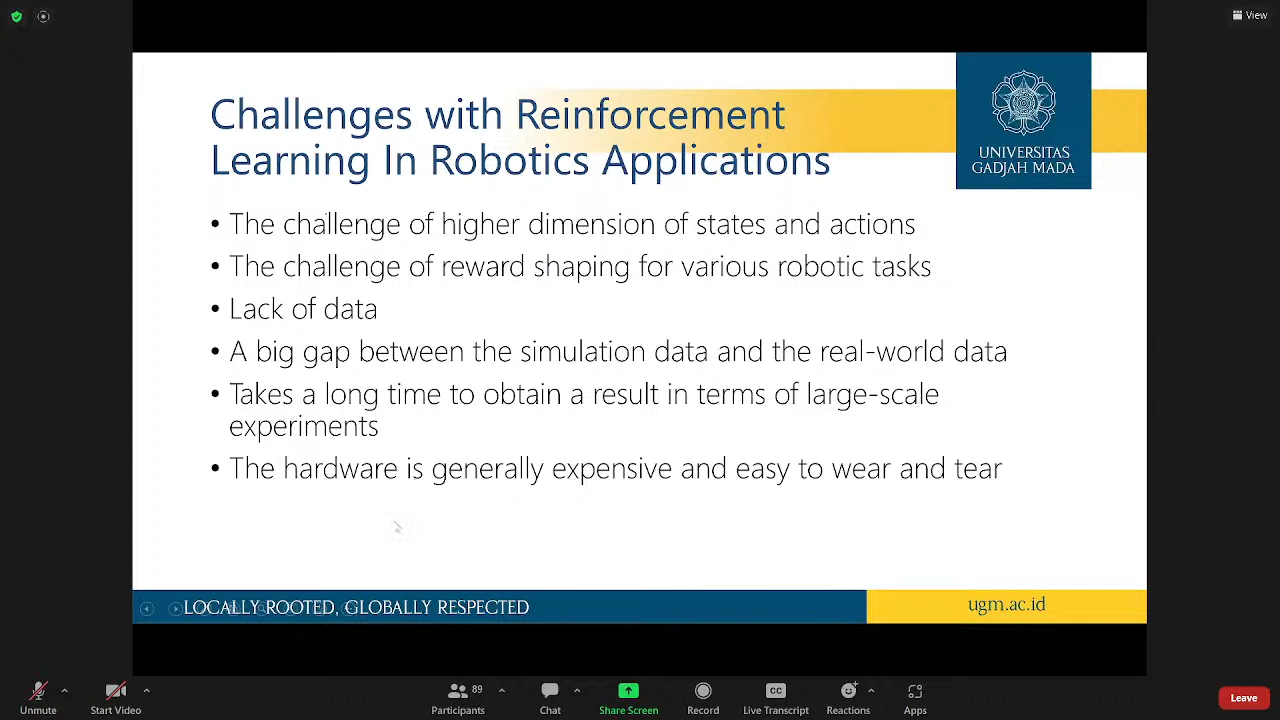 View
Challenges with Reinforcement
Learning In Robotics Applications
UNIVERSITAS
GADJAH MADA
• The challenge of higher dimension of states and actions
• The challenge of reward shaping for various robotic tasks
• Lack of data
• A big gap between the simulation data and the real-world data
• Takes a long time to obtain a result in terms of large-scale
experiments
• The hardware is generally expensive and easy to wear and tear
LOCALLY ROOTED, GLOBALLY RESPECTED
ugm.ac.id
89
CC
Unmute
Start Video
Participants
Chat
Share Screen
Record
Live Transcript
Reactions
Apps
Leave